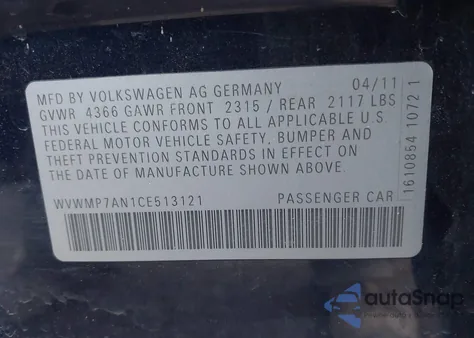 MFD BY VOLKSWAGEN AG GERMANY 04/11
GVWR 4366 GAWR FRONT 2315 / REAR 2117 LBS
THIS VEHICLE CONFORMS TO ALL APPLICABLE U.S
FEDERAL MOTOR VEHICLE SAFETY, BUMPER AND
THEFT PREVENTION STANDARDS IN EFFECT ON
THE DATE OF MANUFACTURE SHOWN ABOVE.
WVWMP7AN1CE513121 PASSENGER CAR
1610854 1072 1
autoSnap